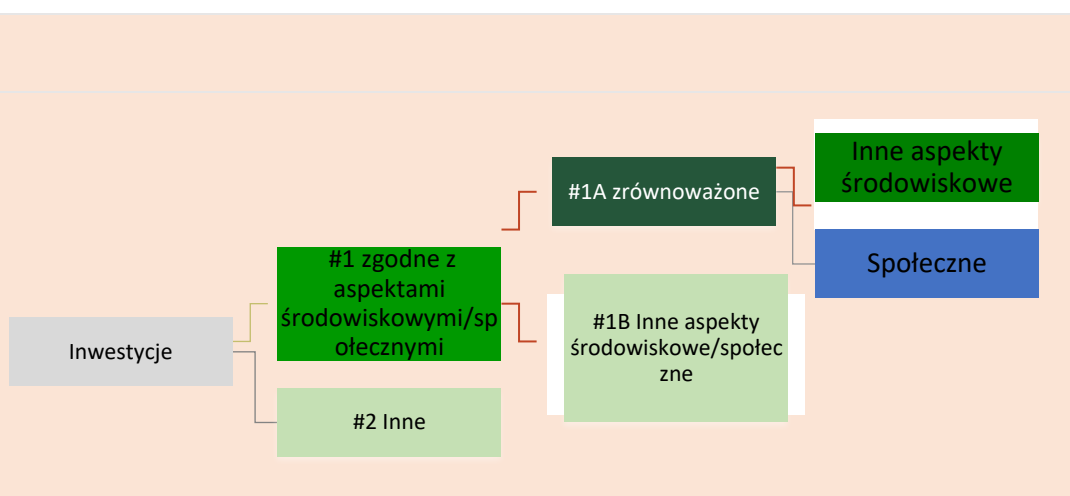 Inwestycje
#1 zgodne z
aspektami
środowiskowymi/sp
ołecznymi
#2 Inne
#1A zrównoważone
#1B Inne aspekty
środowiskowe/społec
zne
Inne aspekty
środowiskowe
Społeczne